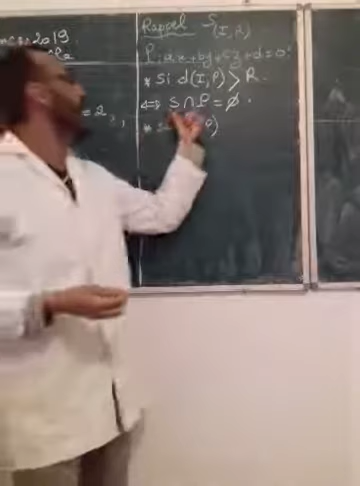 2019
= 2, ,
Rappel S(I,R)
P: ax+by+cz+d=0
* Si d(I,P) > R.
⟺ S∩P = ∅.